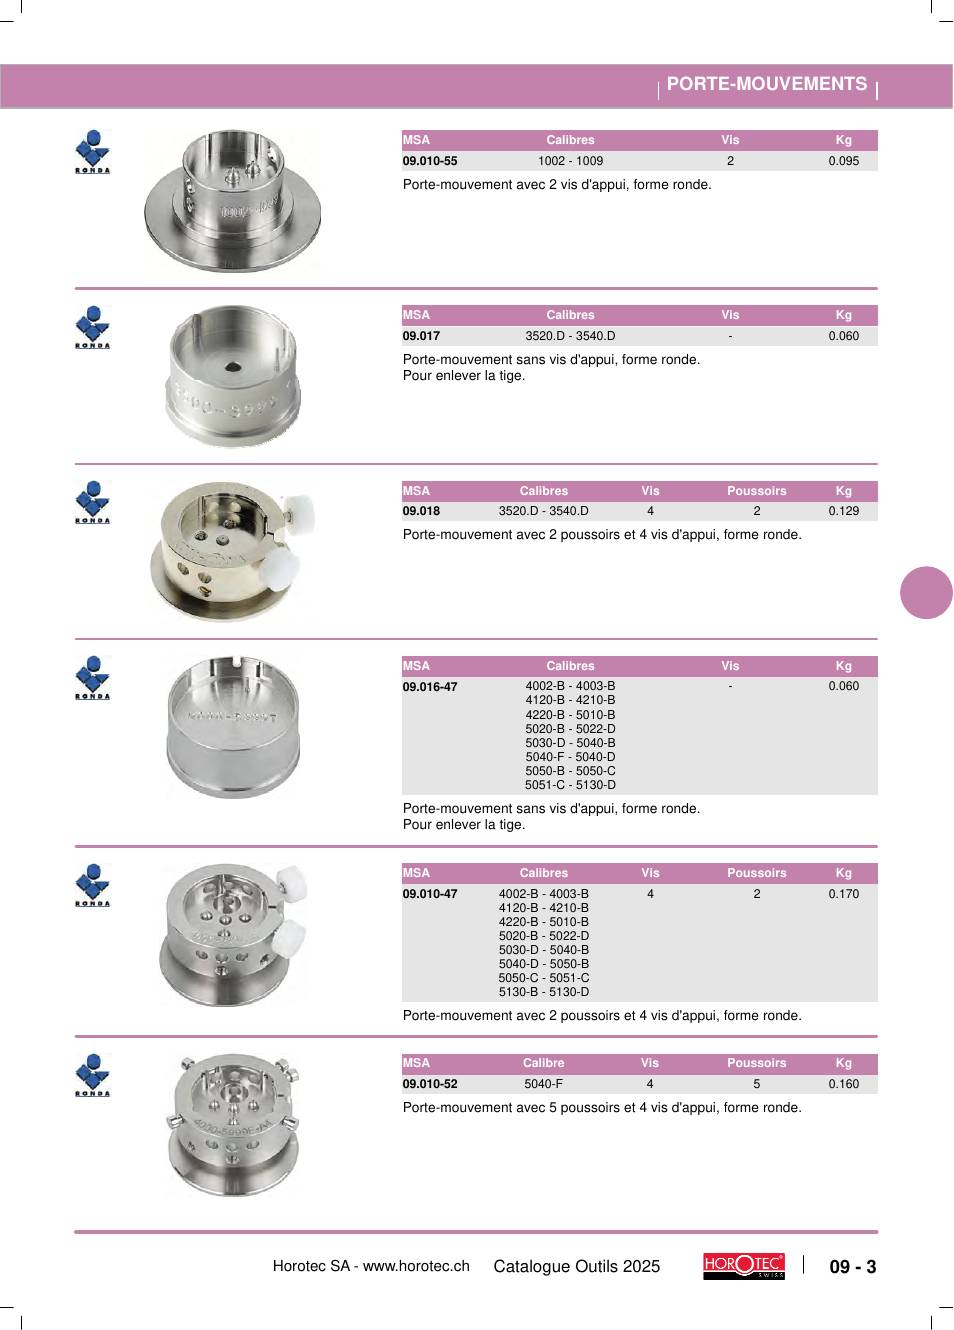 PORTE-MOUVEMENTS
RONDA
MSA Calibres Vis Kg
09.010-55 1002 - 1009 2 0.095
Porte-mouvement avec 2 vis d'appui, forme ronde.
RONDA
MSA Calibres Vis Kg
09.017 3520.D - 3540.D - 0.060
Porte-mouvement sans vis d'appui, forme ronde.
Pour enlever la tige.
RONDA
MSA Calibres Vis Poussoirs Kg
09.018 3520.D - 3540.D 4 2 0.129
Porte-mouvement avec 2 poussoirs et 4 vis d'appui, forme ronde.
RONDA
MSA Calibres Vis Kg
09.016-47 4002-B - 4003-B - 0.060
4120-B - 4210-B
4220-B - 5010-B
5020-B - 5022-D
5030-D - 5040-B
5040-F - 5040-D
5050-B - 5050-C
5051-C - 5130-D
Porte-mouvement sans vis d'appui, forme ronde.
Pour enlever la tige.
RONDA
MSA Calibres Vis Poussoirs Kg
09.010-47 4002-B - 4003-B 4 2 0.170
4120-B - 4210-B
4220-B - 5010-B
5020-B - 5022-D
5030-D - 5040-B
5040-D - 5050-B
5050-C - 5051-C
5130-B - 5130-D
Porte-mouvement avec 2 poussoirs et 4 vis d'appui, forme ronde.
RONDA
MSA Calibre Vis Poussoirs Kg
09.010-52 5040-F 4 5 0.160
Porte-mouvement avec 5 poussoirs et 4 vis d'appui, forme ronde.
Horotec SA - www.horotec.ch Catalogue Outils 2025 HOROTEC SWISS 09 - 3